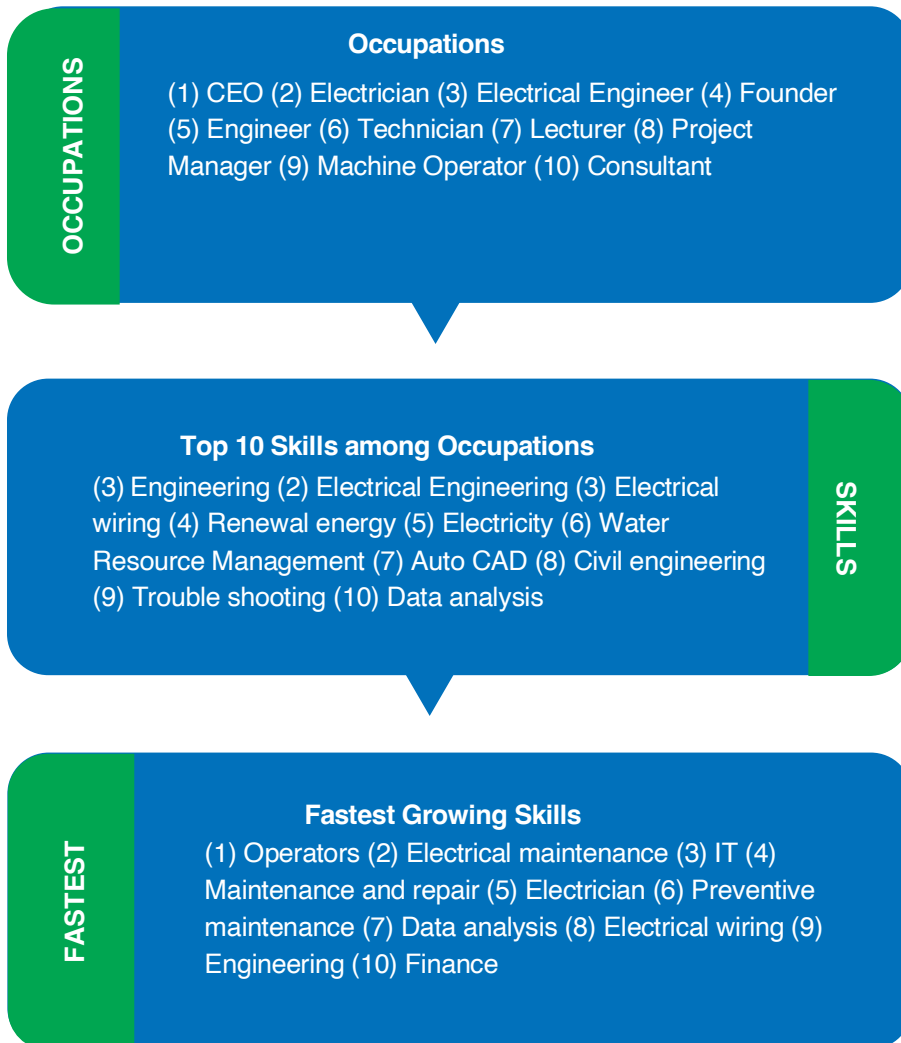 OCCUPATIONS
Occupations
(1) CEO (2) Electrician (3) Electrical Engineer (4) Founder
(5) Engineer (6) Technician (7) Lecturer (8) Project
Manager (9) Machine Operator (10) Consultant
Top 10 Skills among Occupations
(3) Engineering (2) Electrical Engineering (3) Electrical
wiring (4) Renewal energy (5) Electricity (6) Water
Resource Management (7) Auto CAD (8) Civil engineering
(9) Trouble shooting (10) Data analysis
SKILLS
FASTEST
Fastest Growing Skills
(1) Operators (2) Electrical maintenance (3) IT (4)
Maintenance and repair (5) Electrician (6) Preventive
maintenance (7) Data analysis (8) Electrical wiring (9)
Engineering (10) Finance